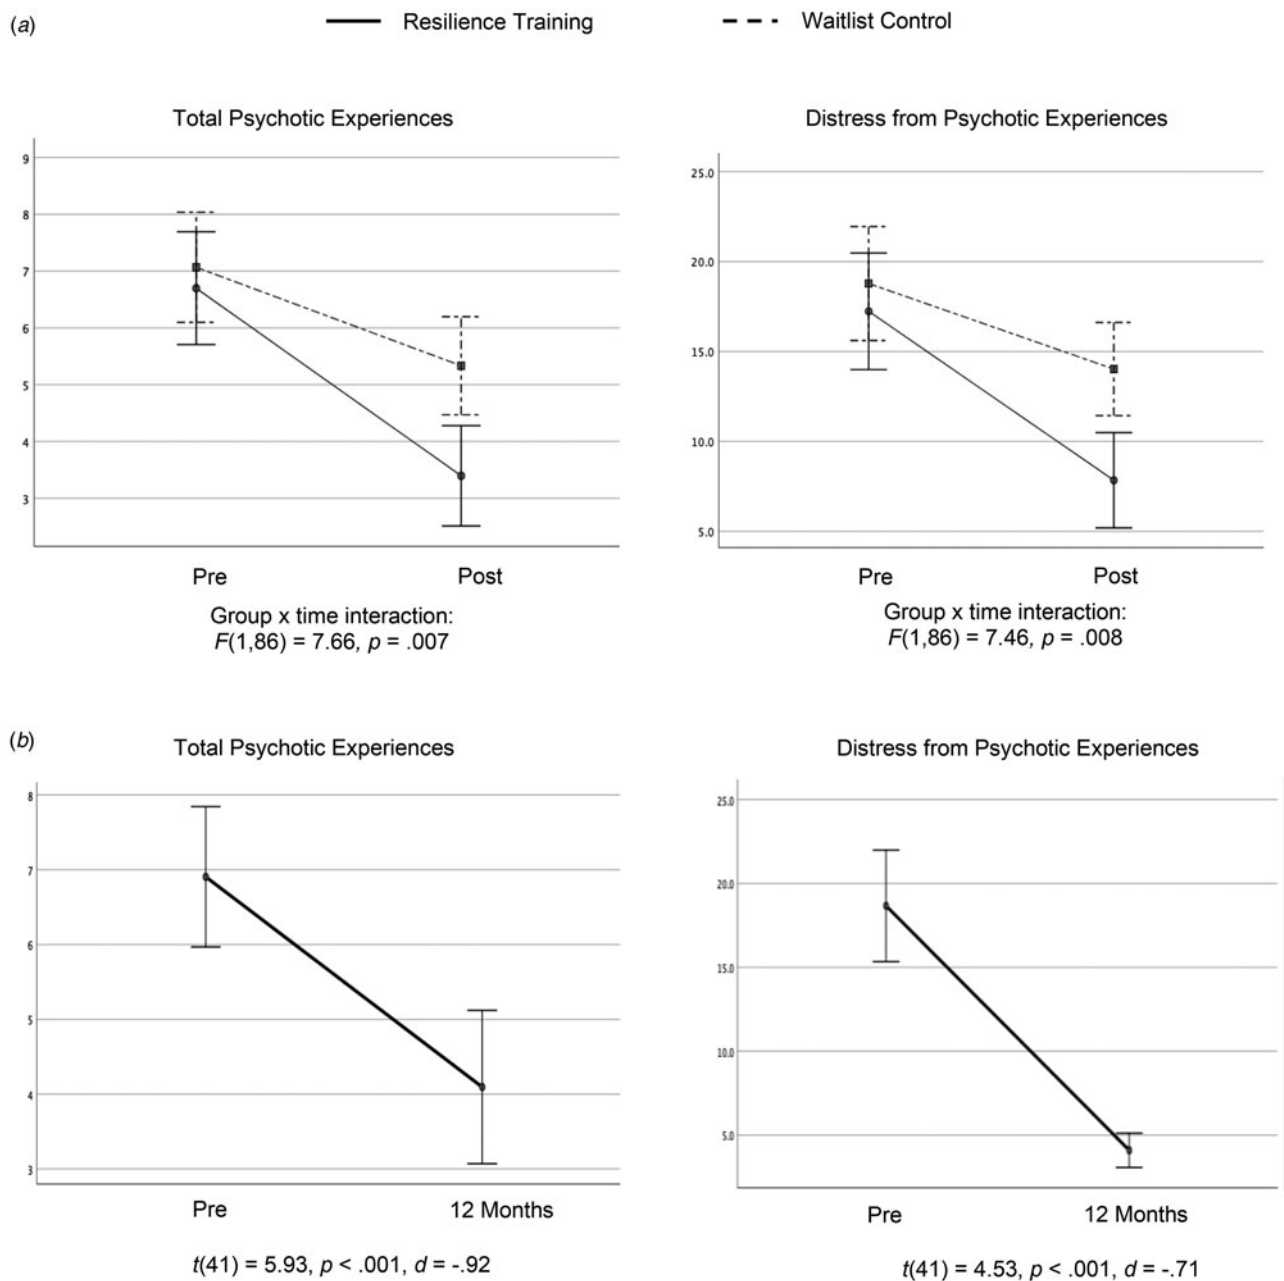 (a)
Resilience Training
Waitlist Control
Total Psychotic Experiences
9
8
7
6
5
4
3
Pre
Post
Group x time interaction:
F(1,86) = 7.66, p = .007
Distress from Psychotic Experiences
25.0
20.0
15.0
10.0
5.0
Pre
Post
Group x time interaction:
F(1,86) = 7.46, p = .008
(b)
Total Psychotic Experiences
8
7
6
5
4
3
Pre
12 Months
t(41) = 5.93, p < .001, d = -.92
Distress from Psychotic Experiences
25.0
20.0
15.0
10.0
5.0
Pre
12 Months
t(41) = 4.53, p < .001, d = -.71